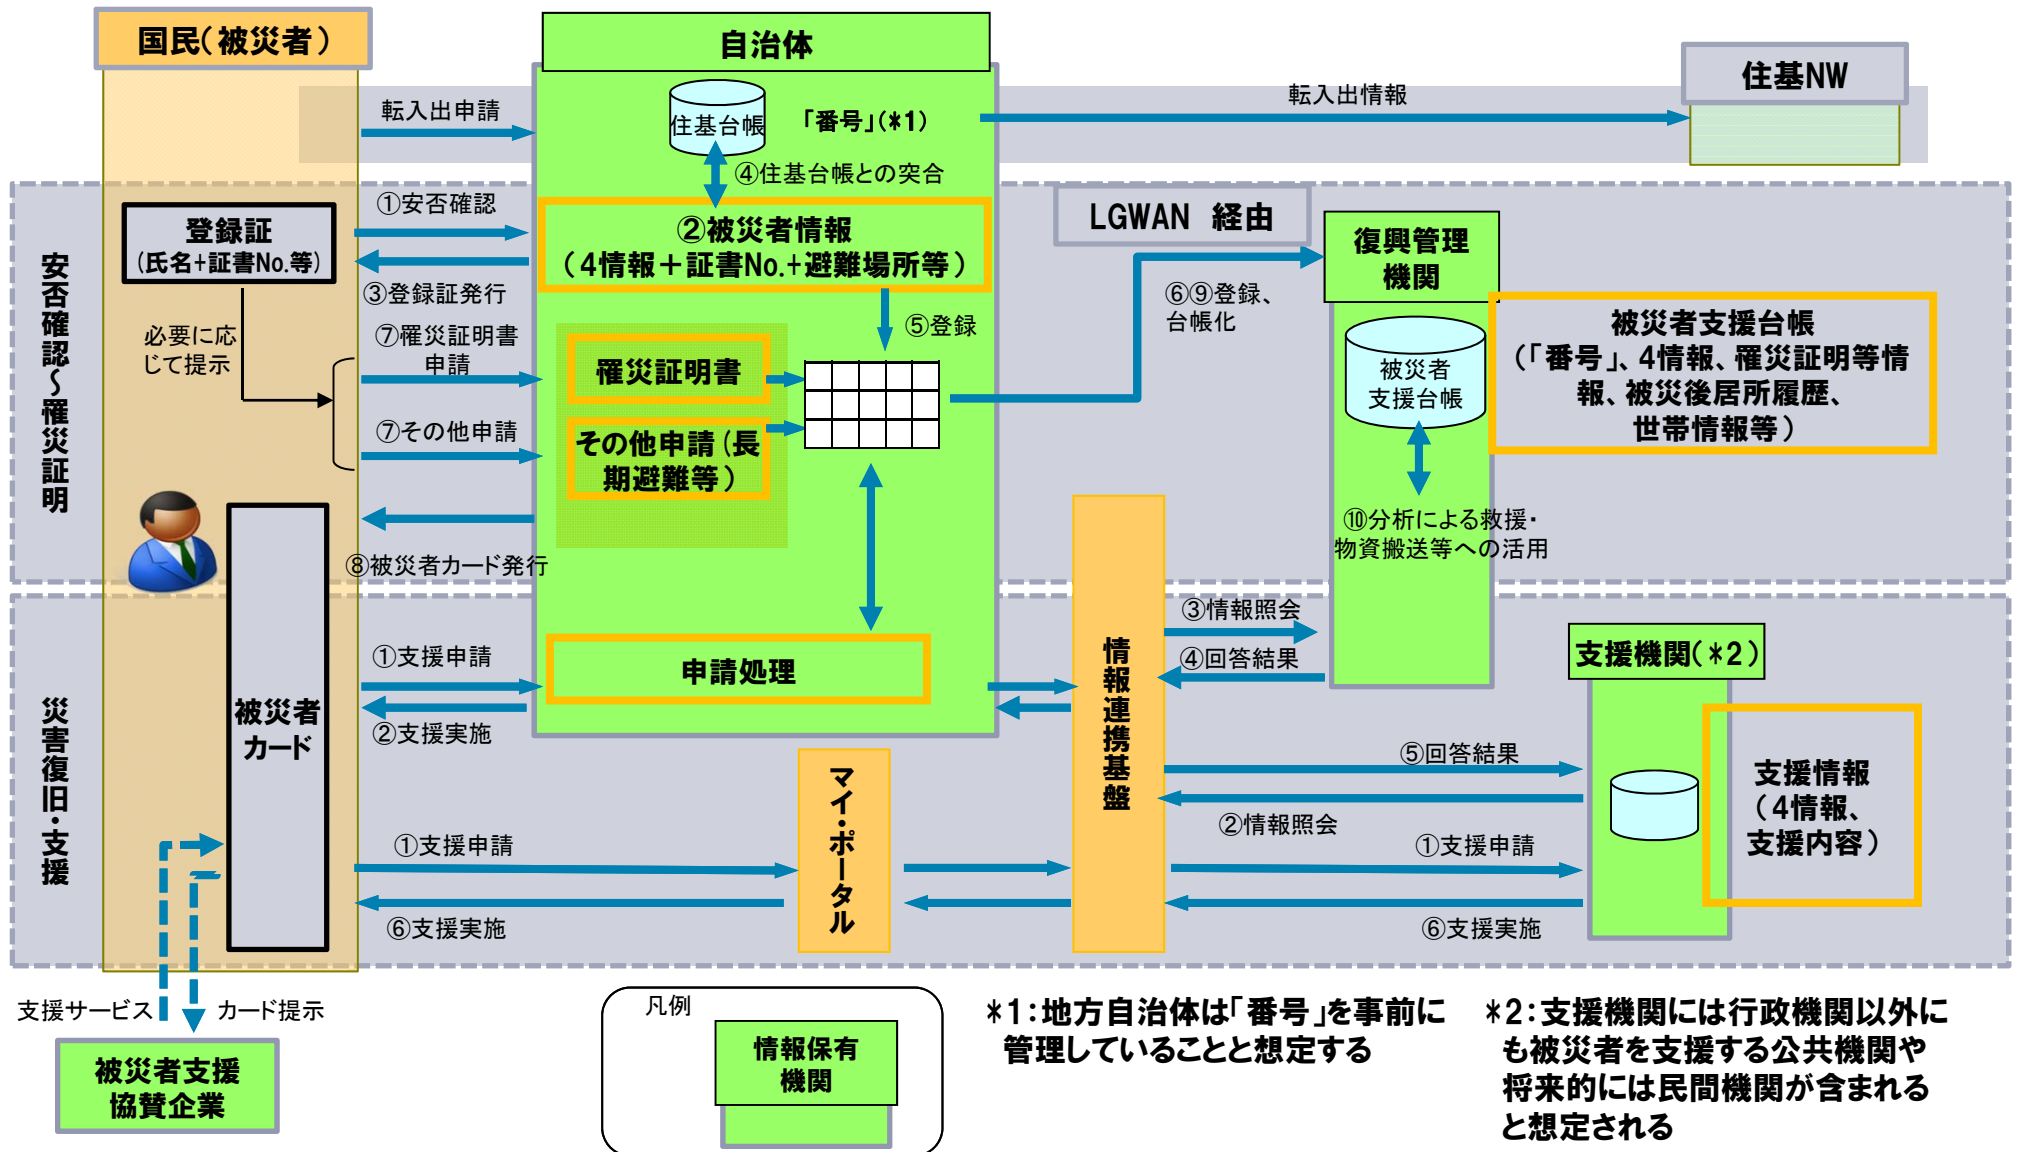 国民(被災者)
自治体
住基NW
転入出申請
住基台帳
「番号」(*1)
転入出情報
④住基台帳との突合
安否確認～罹災証明
登録証
(氏名+証書No.等)
①安否確認
②被災者情報
(4情報＋証書No.+避難場所等)
③登録証発行
LGWAN 経由
復興管理
機関
⑥⑨登録、
台帳化
⑤登録
必要に応
じて提示
⑦罹災証明書
申請
罹災証明書
⑦その他申請
その他申請(長
期避難等)
被災者
支援台帳
被災者支援台帳
(「番号」、4情報、罹災証明等情
報、被災後居所履歴、
世帯情報等)
⑩分析による救援・
物資搬送等への活用
⑧被災者カード発行
災害復旧・支援
被災者
カード
①支援申請
②支援実施
申請処理
情報連携基盤
③情報照会
④回答結果
支援機関(*2)
⑤回答結果
②情報照会
支援情報
(4情報、
支援内容)
マイ・ポータル
①支援申請
⑥支援実施
①支援申請
⑥支援実施
支援サービス
カード提示
被災者支援
協賛企業
凡例
情報保有
機関
*1:地方自治体は「番号」を事前に
管理していることと想定する
*2:支援機関には行政機関以外に
も被災者を支援する公共機関や
将来的には民間機関が含まれる
と想定される